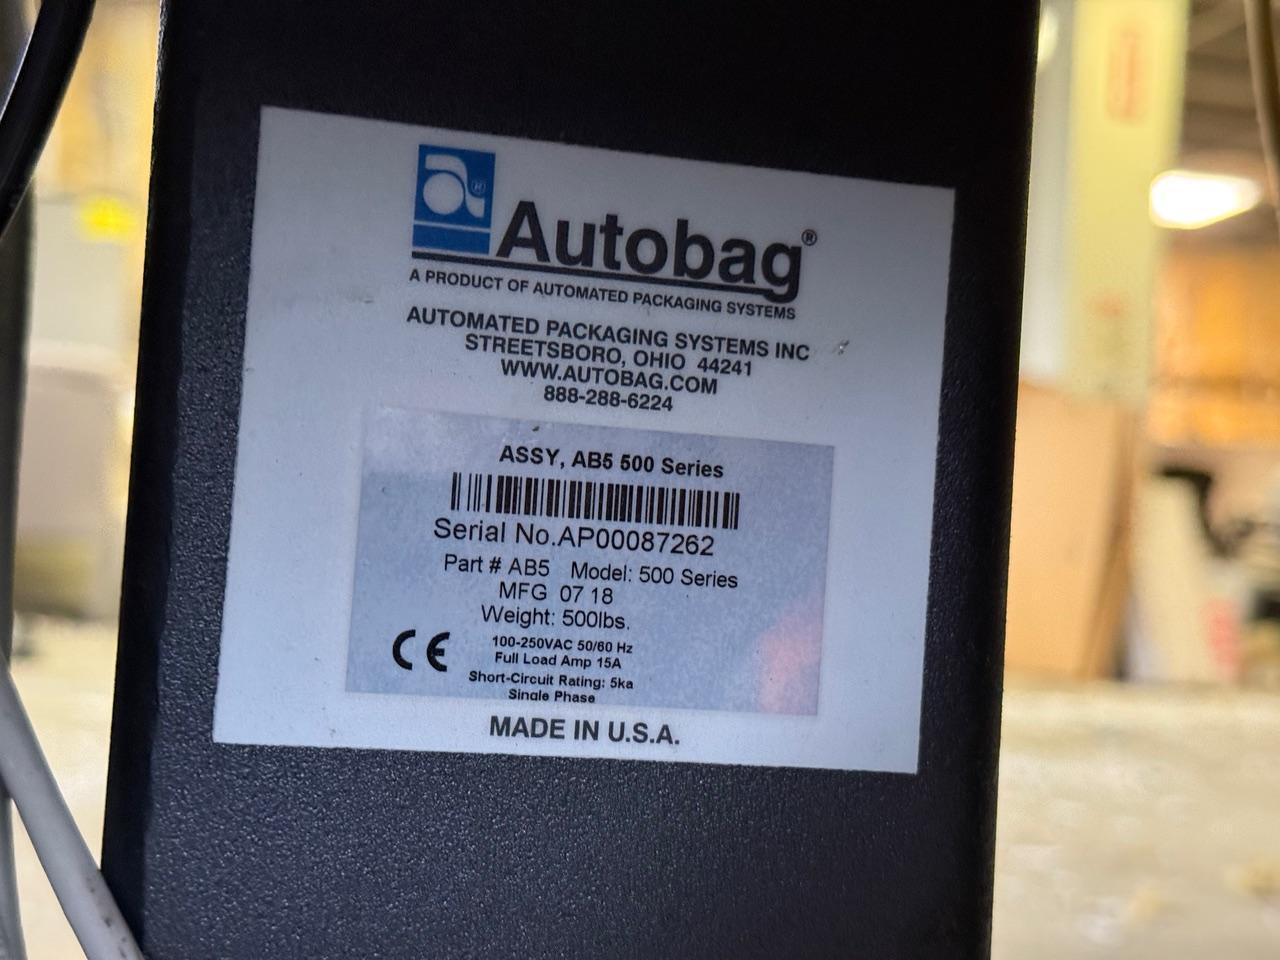 a®
Autobag®
A PRODUCT OF AUTOMATED PACKAGING SYSTEMS
AUTOMATED PACKAGING SYSTEMS INC
STREETSBORO, OHIO 44241
WWW.AUTOBAG.COM
888-288-6224
ASSY, AB5 500 Series
Serial No.AP00087262
Part # AB5 Model: 500 Series
MFG 07 18
Weight: 500lbs.
CE
100-250VAC 50/60 Hz
Full Load Amp 15A
Short-Circuit Rating: 5ka
Single Phase
MADE IN U.S.A.